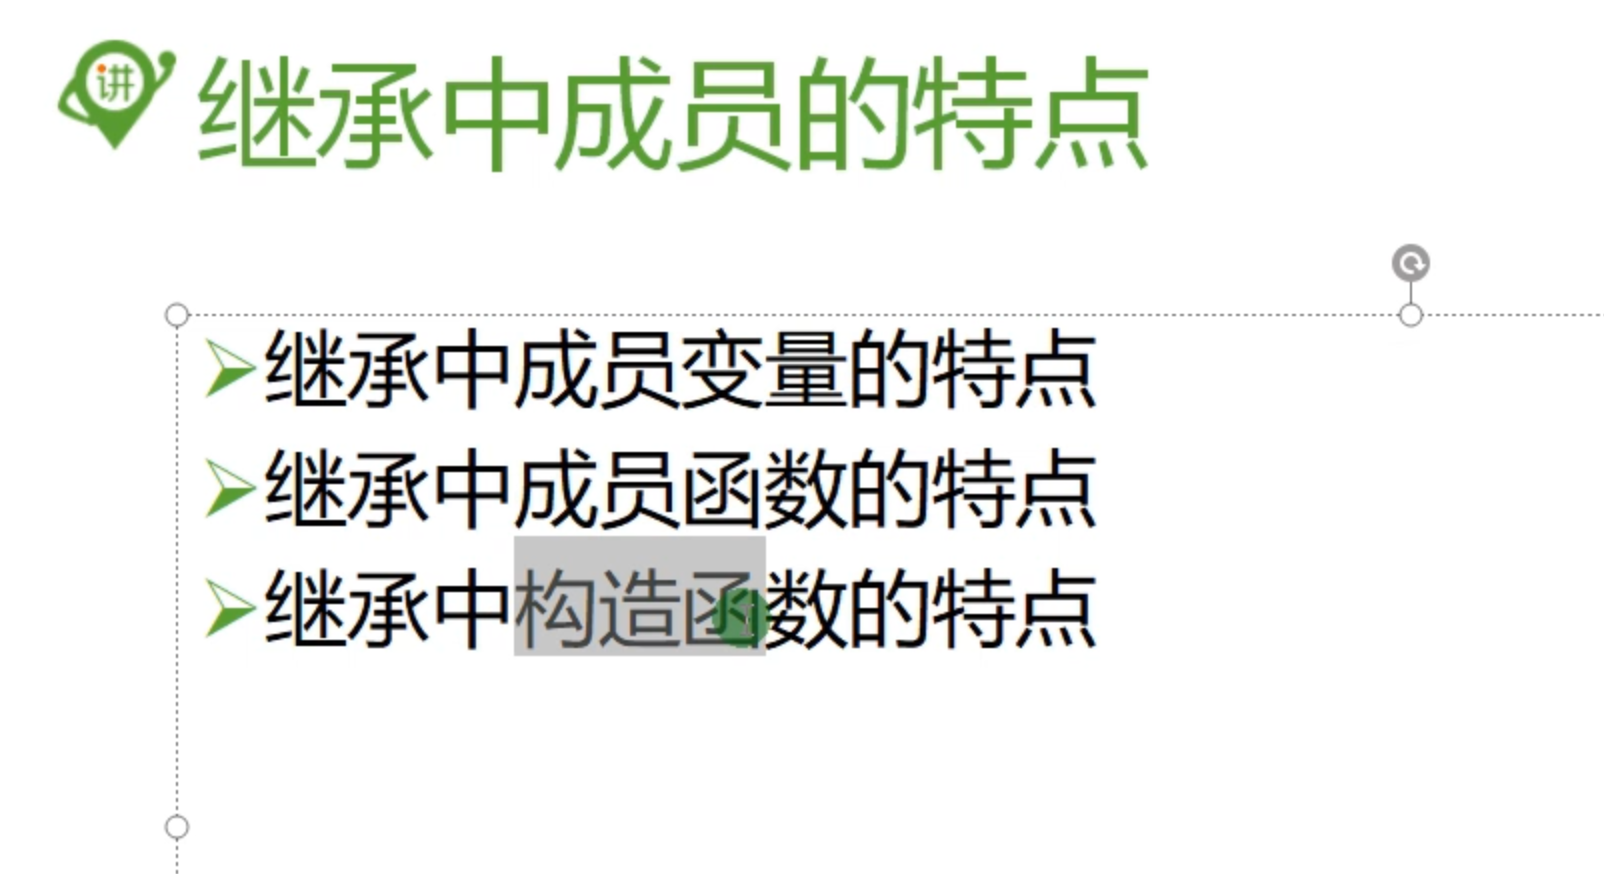 讲
继承中成员的特点
继承中成员变量的特点
继承中成员函数的特点
继承中构造函数的特点